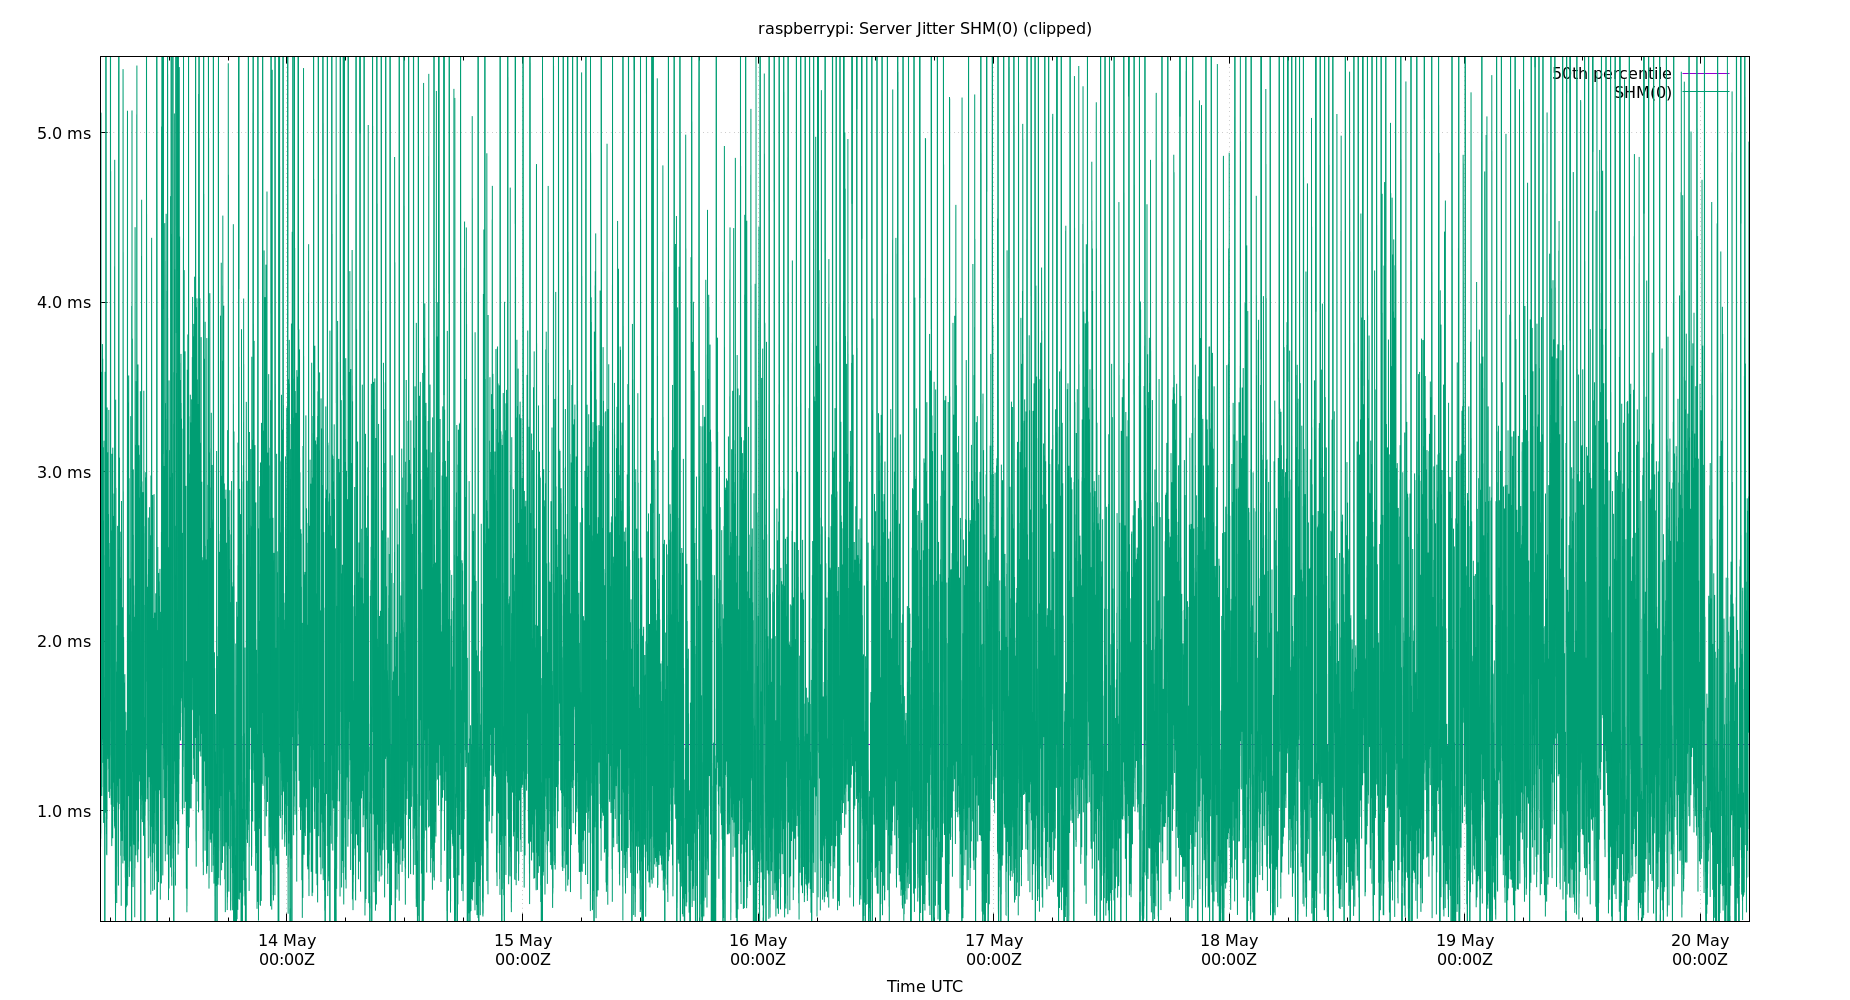 raspberrypi: Server Jitter SHM(0) (clipped)
50th percentile
SHM(0)
5.0 ms
4.0 ms
3.0 ms
2.0 ms
1.0 ms
14 May 15 May 16 May 17 May 18 May 19 May 20 May
00:00Z 00:00Z 00:00Z 00:00Z 00:00Z 00:00Z 00:00Z
Time UTC